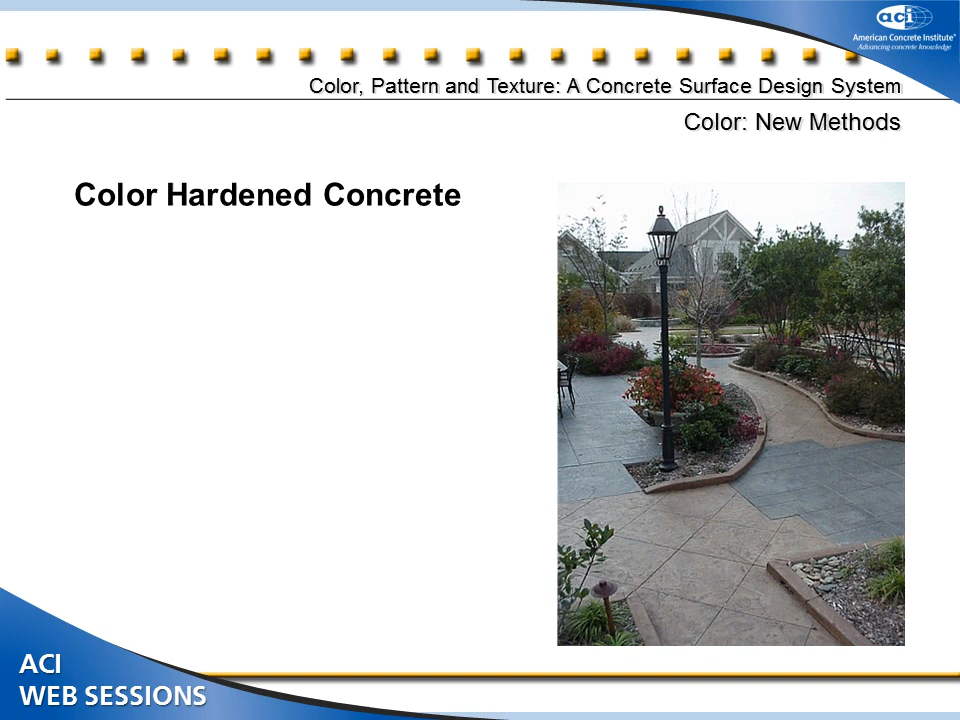 aci
American Concrete Institute®
Advancing concrete knowledge
Color, Pattern and Texture: A Concrete Surface Design System
Color: New Methods
Color Hardened Concrete
ACI
WEB SESSIONS